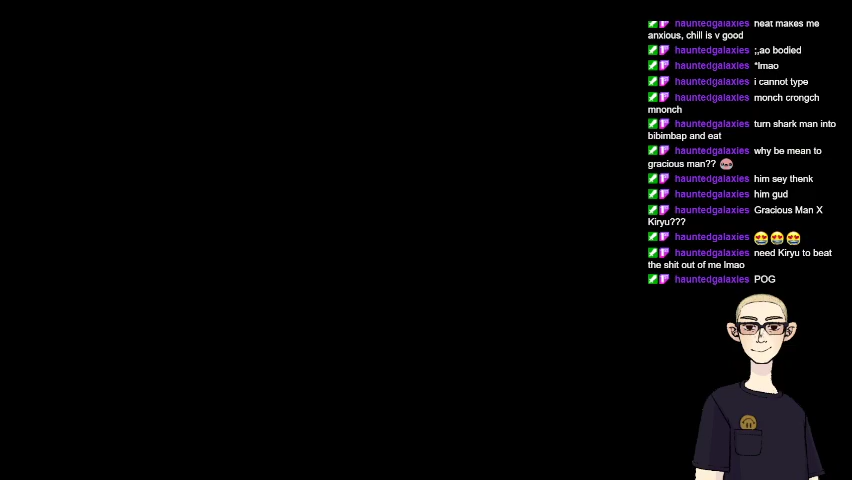 hauntedgalaxies neat makes me
anxious, chill is v good
hauntedgalaxies ;,ao bodied
hauntedgalaxies *lmao
hauntedgalaxies i cannot type
hauntedgalaxies monch crongch
mnonch
hauntedgalaxies turn shark man into
bibimbap and eat
hauntedgalaxies why be mean to
gracious man??
hauntedgalaxies him sey thenk
hauntedgalaxies him gud
hauntedgalaxies Gracious Man X
Kiryu???
hauntedgalaxies
hauntedgalaxies need Kiryu to beat
the shit out of me lmao
hauntedgalaxies POG